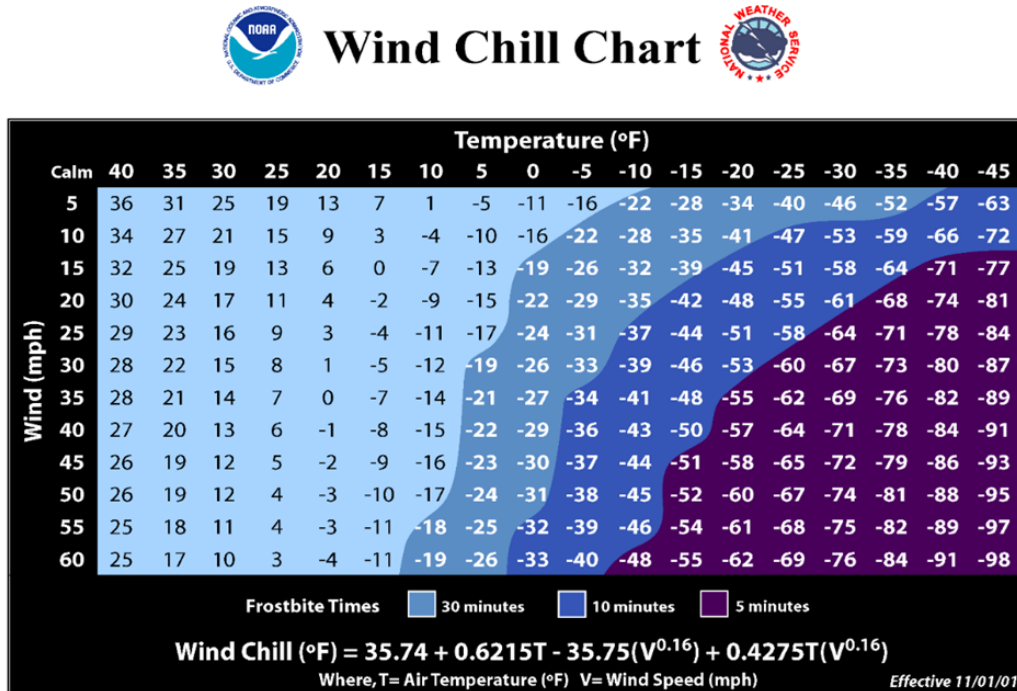 NATIONAL OCEANIC AND ATMOSPHERIC ADMINISTRATION
U.S. DEPARTMENT OF COMMERCE
NOAA
Wind Chill Chart
NATIONAL WEATHER SERVICE
Temperature (ºF)
Calm 40 35 30 25 20 15 10 5 0 -5 -10 -15 -20 -25 -30 -35 -40 -45
Wind (mph)
5 36 31 25 19 13 7 1 -5 -11 -16 -22 -28 -34 -40 -46 -52 -57 -63
10 34 27 21 15 9 3 -4 -10 -16 -22 -28 -35 -41 -47 -53 -59 -66 -72
15 32 25 19 13 6 0 -7 -13 -19 -26 -32 -39 -45 -51 -58 -64 -71 -77
20 30 24 17 11 4 -2 -9 -15 -22 -29 -35 -42 -48 -55 -61 -68 -74 -81
25 29 23 16 9 3 -4 -11 -17 -24 -31 -37 -44 -51 -58 -64 -71 -78 -84
30 28 22 15 8 1 -5 -12 -19 -26 -33 -39 -46 -53 -60 -67 -73 -80 -87
35 28 21 14 7 0 -7 -14 -21 -27 -34 -41 -48 -55 -62 -69 -76 -82 -89
40 27 20 13 6 -1 -8 -15 -22 -29 -36 -43 -50 -57 -64 -71 -78 -84 -91
45 26 19 12 5 -2 -9 -16 -23 -30 -37 -44 -51 -58 -65 -72 -79 -86 -93
50 26 19 12 4 -3 -10 -17 -24 -31 -38 -45 -52 -60 -67 -74 -81 -88 -95
55 25 18 11 4 -3 -11 -18 -25 -32 -39 -46 -54 -61 -68 -75 -82 -89 -97
60 25 17 10 3 -4 -11 -19 -26 -33 -40 -48 -55 -62 -69 -76 -84 -91 -98
Frostbite Times 30 minutes 10 minutes 5 minutes
Wind Chill (ºF) = 35.74 + 0.6215T - 35.75(V^0.16) + 0.4275T(V^0.16)
Where, T= Air Temperature (ºF) V= Wind Speed (mph)
Effective 11/01/01